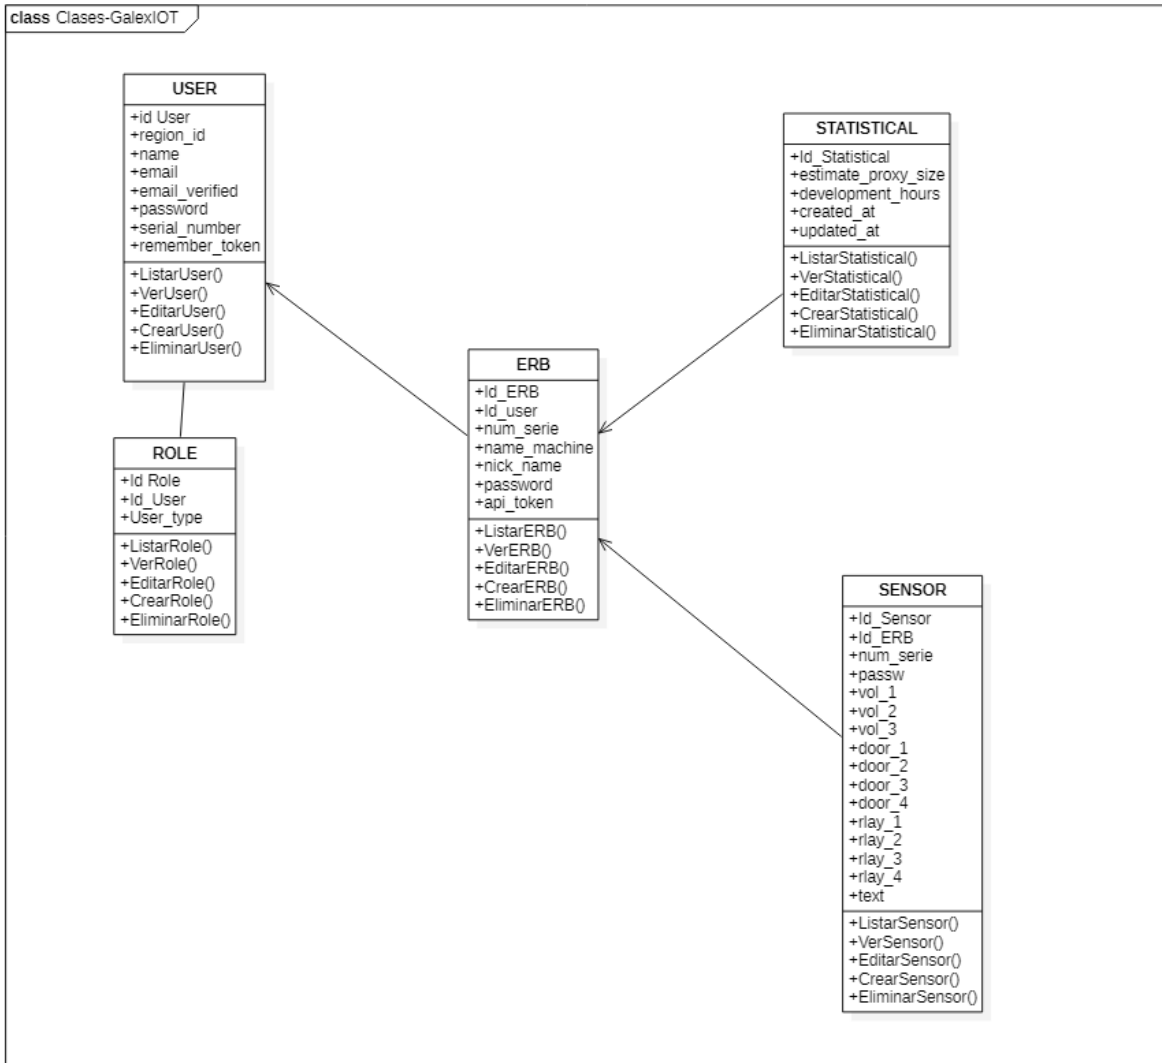 class Clases-GalexIOT
USER
+id User
+region_id
+name
+email
+email_verified
+password
+serial_number
+remember_token
+ListarUser()
+VerUser()
+EditarUser()
+CrearUser()
+EliminarUser()
ROLE
+Id Role
+Id_User
+User_type
+ListarRole()
+VerRole()
+EditarRole()
+CrearRole()
+EliminarRole()
ERB
+Id_ERB
+Id_user
+num_serie
+name_machine
+nick_name
+password
+api_token
+ListarERB()
+VerERB()
+EditarERB()
+CrearERB()
+EliminarERB()
STATISTICAL
+Id_Statistical
+estimate_proxy_size
+development_hours
+created_at
+updated_at
+ListarStatistical()
+VerStatistical()
+EditarStatistical()
+CrearStatistical()
+EliminarStatistical()
SENSOR
+Id_Sensor
+Id_ERB
+num_serie
+passw
+vol_1
+vol_2
+vol_3
+door_1
+door_2
+door_3
+door_4
+rlay_1
+rlay_2
+rlay_3
+rlay_4
+text
+ListarSensor()
+VerSensor()
+EditarSensor()
+CrearSensor()
+EliminarSensor()